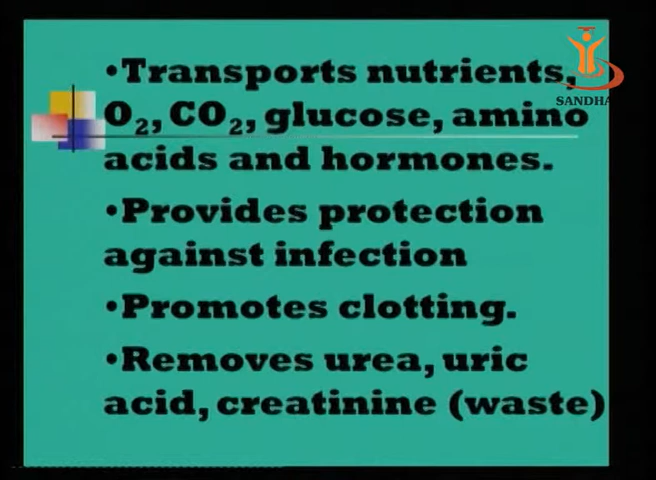 •Transports nutrients,
O₂, CO₂, glucose, amino
acids and hormones.
•Provides protection
against infection
•Promotes clotting.
•Removes urea, uric
acid, creatinine (waste)
SANDHA